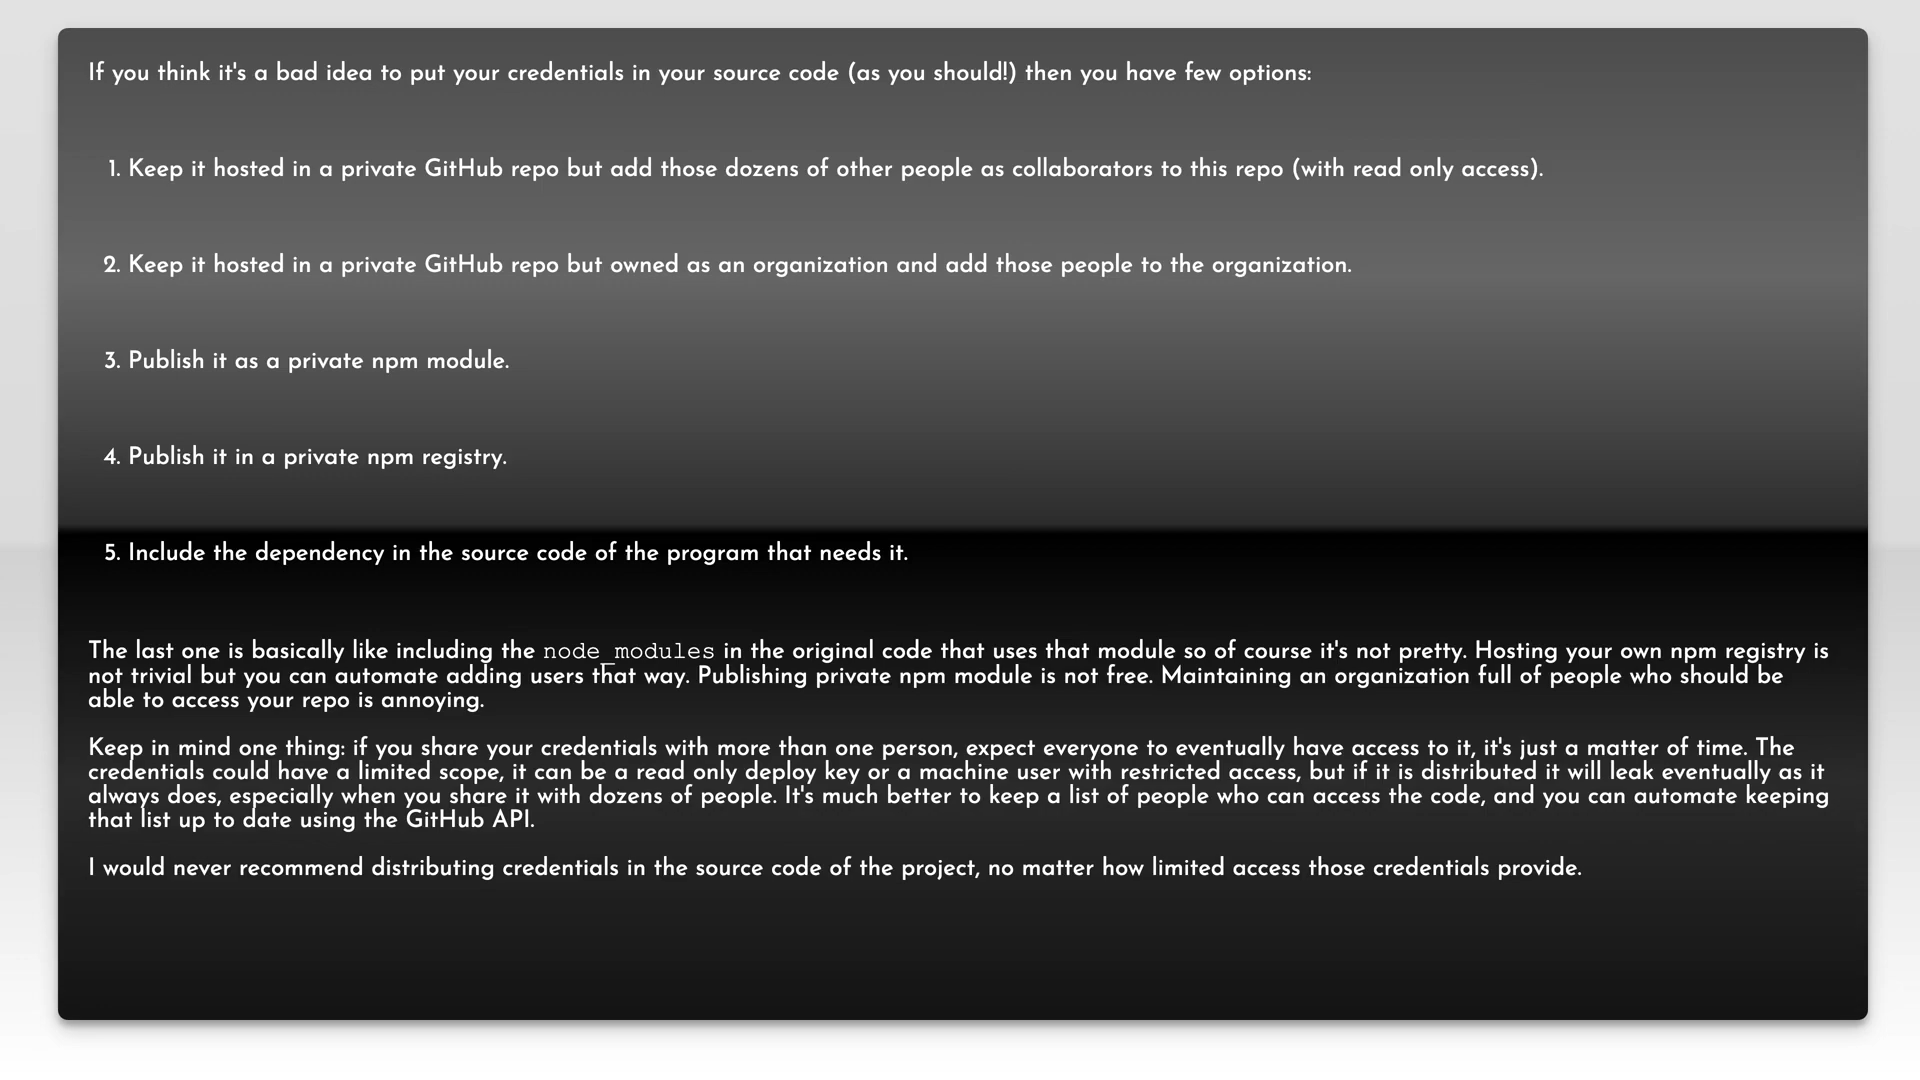 If you think it's a bad idea to put your credentials in your source code (as you should!) then you have few options:
1. Keep it hosted in a private GitHub repo but add those dozens of other people as collaborators to this repo (with read only access).
2. Keep it hosted in a private GitHub repo but owned as an organization and add those people to the organization.
3. Publish it as a private npm module.
4. Publish it in a private npm registry.
5. Include the dependency in the source code of the program that needs it.
The last one is basically like including the node_modules in the original code that uses that module so of course it's not pretty. Hosting your own npm registry is
not trivial but you can automate adding users that way. Publishing private npm module is not free. Maintaining an organization full of people who should be
able to access your repo is annoying.
Keep in mind one thing: if you share your credentials with more than one person, expect everyone to eventually have access to it, it's just a matter of time. The
credentials could have a limited scope, it can be a read only deploy key or a machine user with restricted access, but if it is distributed it will leak eventually as it
always does, especially when you share it with dozens of people. It's much better to keep a list of people who can access the code, and you can automate keeping
that list up to date using the GitHub API.
I would never recommend distributing credentials in the source code of the project, no matter how limited access those credentials provide.